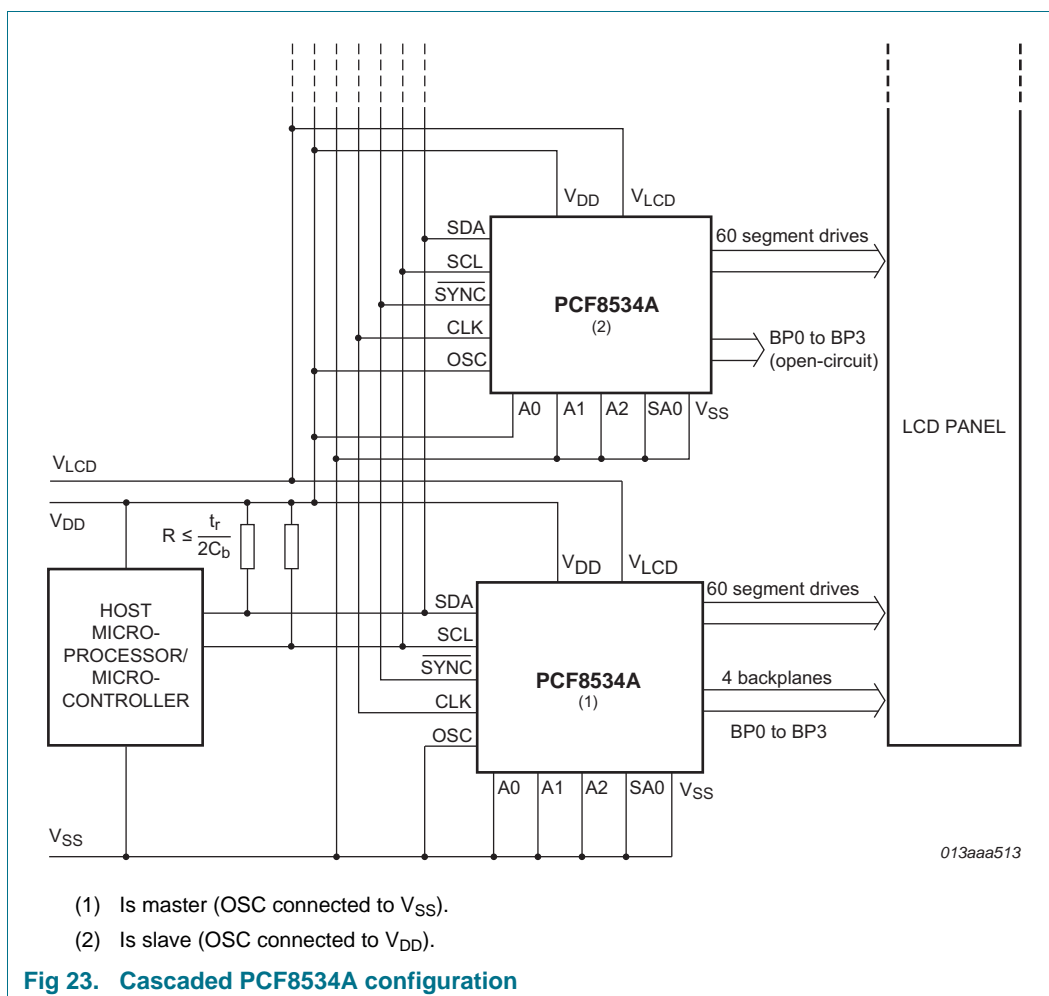 VDD
VLCD
SDA
SCL
SYNC
CLK
OSC
PCF8534A
(2)
60 segment drives
BP0 to BP3
(open-circuit)
A0
A1
A2
SA0
VSS
LCD PANEL
VLCD
VDD
R ≤ tr/2Cb
HOST
MICRO-
PROCESSOR/
MICRO-
CONTROLLER
VDD
VLCD
SDA
SCL
SYNC
CLK
OSC
PCF8534A
(1)
60 segment drives
4 backplanes
BP0 to BP3
A0
A1
A2
SA0
VSS
VSS
013aaa513
(1) Is master (OSC connected to VSS).
(2) Is slave (OSC connected to VDD).
Fig 23. Cascaded PCF8534A configuration